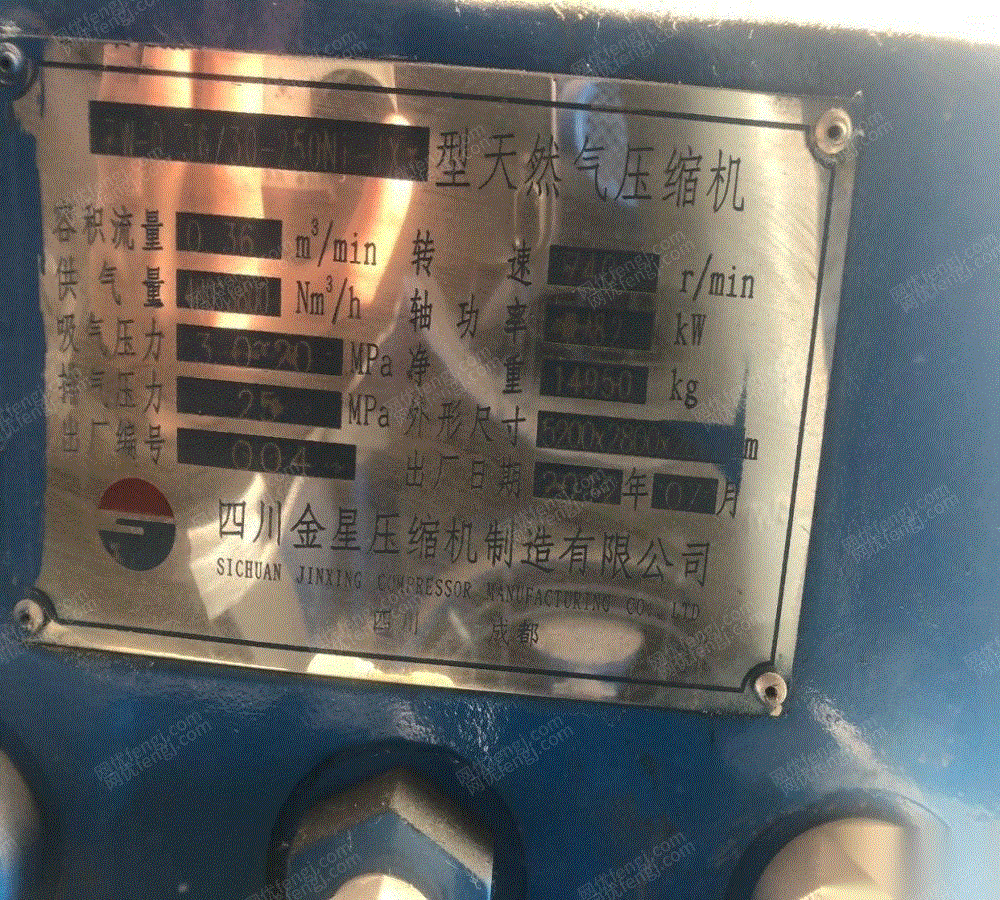 型天然气压缩机
容积流量 0.36 m³/min 转速 r/min
供气量 Nm³/h 轴功率 kW
吸气压力 3.0~20 MPa 净重 14950 kg
排气压力 25 MPa 外形尺寸
出厂编号 004 出厂日期 年 07 月
四川金星压缩机制造有限公司
SICHUAN JINXING COMPRESSOR MANUFACTURING CO., LTD
四川 成都